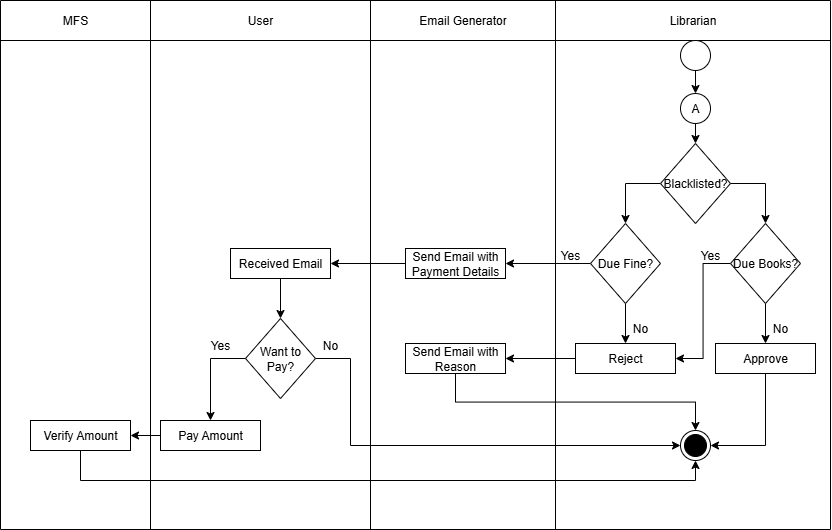 MFS
User
Email Generator
Librarian
A
Blacklisted?
Due Fine?
Due Books?
Yes
Yes
Send Email with
Payment Details
Received Email
No
No
Want to
Pay?
Yes
No
Send Email with
Reason
Reject
Approve
Verify Amount
Pay Amount